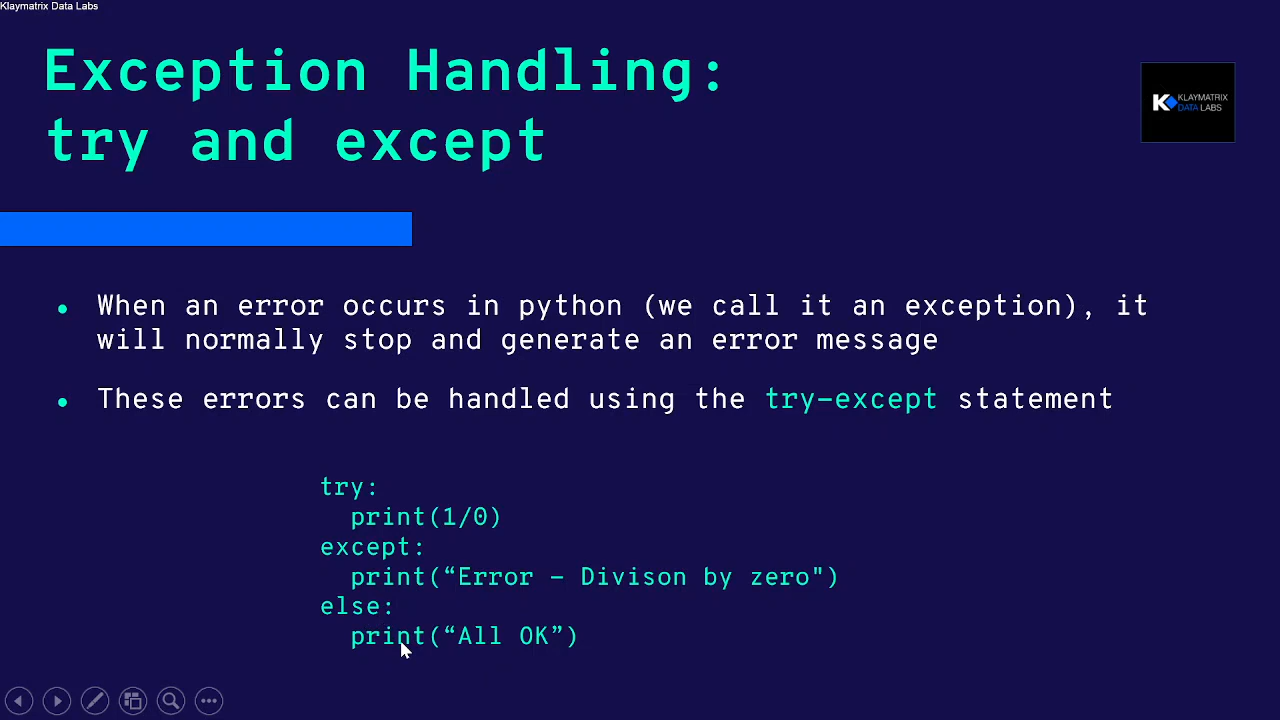 Klaymatrix Data Labs
Exception Handling:
try and except
KLAYMATRIX
DATA LABS
• When an error occurs in python (we call it an exception), it
will normally stop and generate an error message
• These errors can be handled using the try-except statement
try:
print(1/0)
except:
print(“Error – Divison by zero")
else:
print(“All OK”)